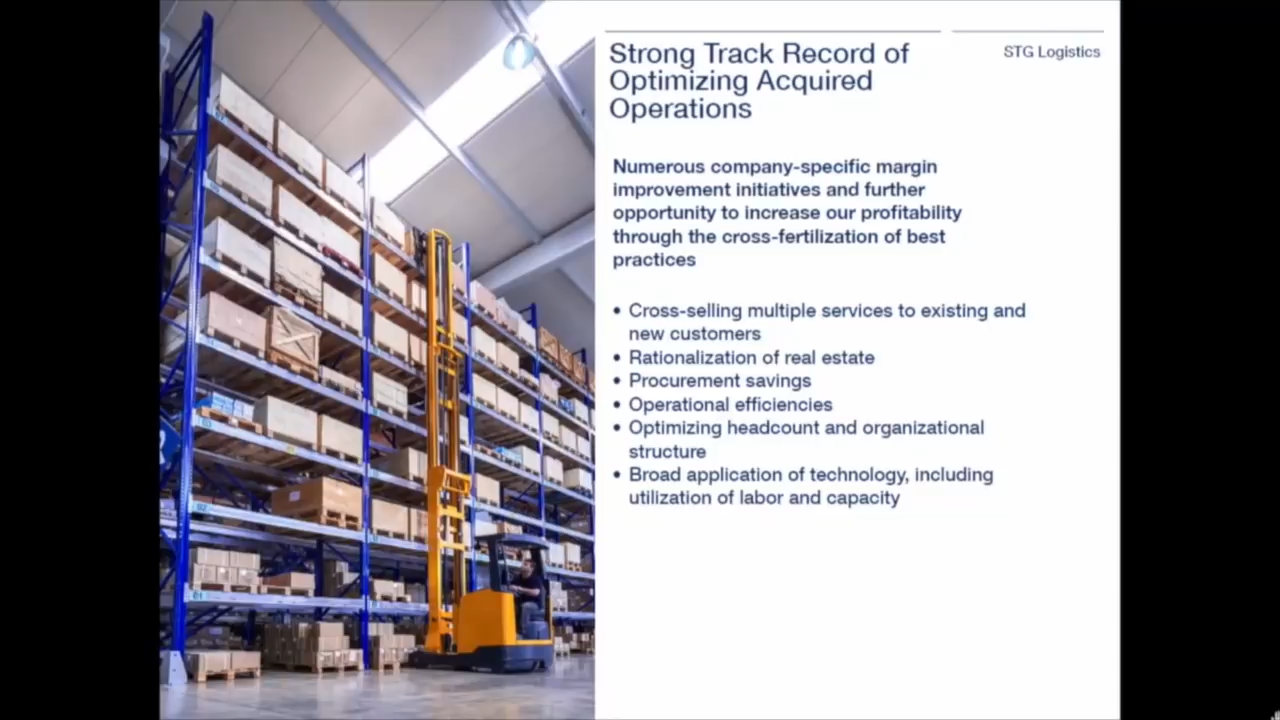 Strong Track Record of
Optimizing Acquired
Operations
STG Logistics
Numerous company-specific margin
improvement initiatives and further
opportunity to increase our profitability
through the cross-fertilization of best
practices
• Cross-selling multiple services to existing and
new customers
• Rationalization of real estate
• Procurement savings
• Operational efficiencies
• Optimizing headcount and organizational
structure
• Broad application of technology, including
utilization of labor and capacity